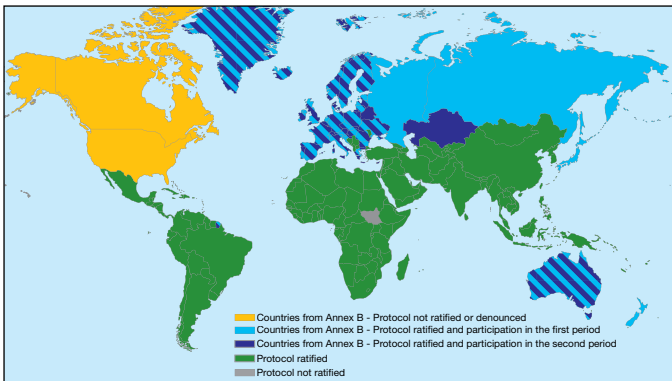 Countries from Annex B - Protocol not ratified or denounced
Countries from Annex B - Protocol ratified and participation in the first period
Countries from Annex B - Protocol ratified and participation in the second period
Protocol ratified
Protocol not ratified